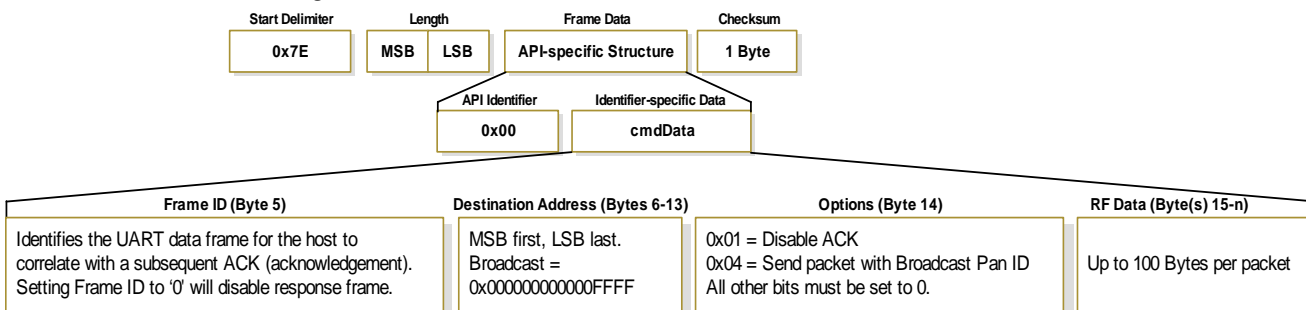 Start Delimiter
Length
Frame Data
Checksum
0x7E
MSB
LSB
API-specific Structure
1 Byte
API Identifier
Identifier-specific Data
0x00
cmdData
Frame ID (Byte 5)
Destination Address (Bytes 6-13)
Options (Byte 14)
RF Data (Byte(s) 15-n)
Identifies the UART data frame for the host to
correlate with a subsequent ACK (acknowledgement).
Setting Frame ID to ‘0’ will disable response frame.
MSB first, LSB last.
Broadcast =
0x000000000000FFFF
0x01 = Disable ACK
0x04 = Send packet with Broadcast Pan ID
All other bits must be set to 0.
Up to 100 Bytes per packet